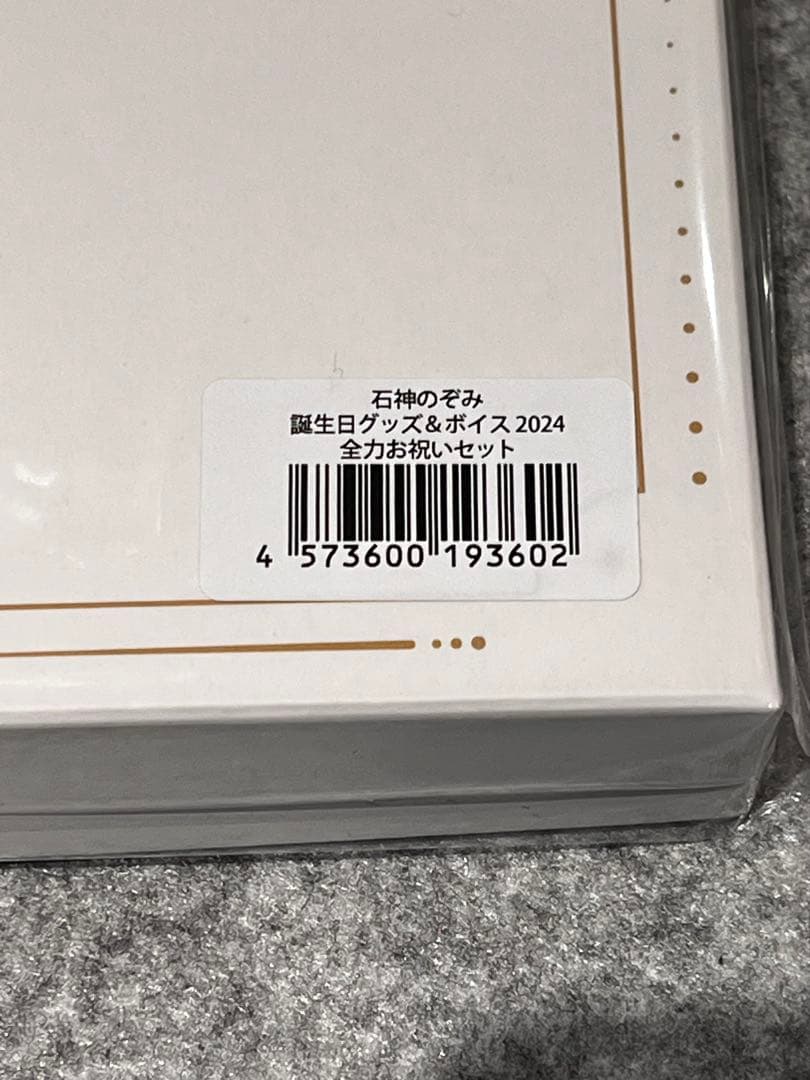 石神のぞみ
誕生日グッズ＆ボイス 2024
全力お祝いセット
4 573600 193602